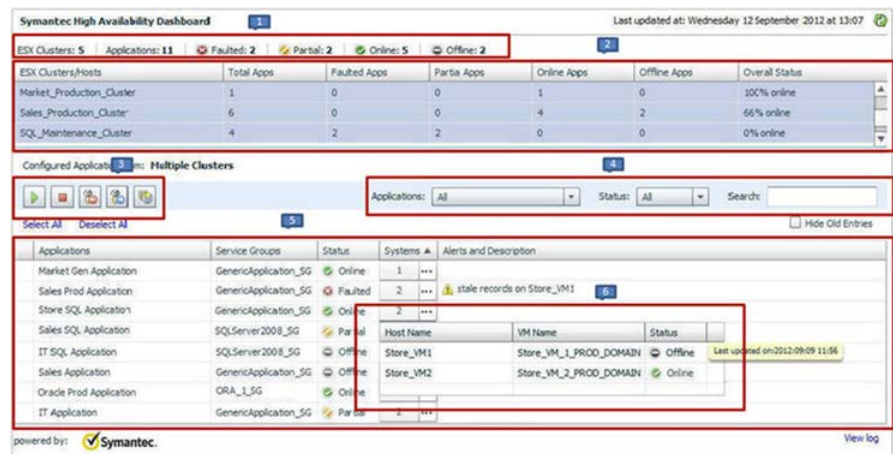 Symantec High Availability Dashboard 1 Last updated at: Wednesday 12 September 2012 at 13:07
ESX Clusters: 5 Applications: 11 Faulted: 2 Partial: 2 Online: 5 Offline: 2 2
ESX Clusters/Hosts Total Apps Faulted Apps Partia Apps Online Apps Offline Apps Overall Status
Market_Production_Cluster 1 0 0 1 0 100% online
Sales_Production_Cluster 6 0 0 4 2 66% online
SQL_Maintenance_Cluster 4 2 2 0 0 0% online
Configured Applicati 3 m: Multiple Clusters 4
Applications: All Status: All Search:
Select All Deselect All 5 Hide Old Entries
Applications Service Groups Status Systems Alerts and Description
Market Gen Application GenericApplication_SG Online 1 ...
Sales Prod Application GenericApplication_SG Faulted 2 ... stale records on Store_VM1 6
Store SQL Application GenericApplication_SG Online 2 ...
Sales SQL Application SQLServer2008_SG Partial
Host Name VM Name Status
IT SQL Application SQLServer2008_SG Offline
Store_VM1 Store_VM_1_PROD_DOMAIN Offline Last updated on:2012:09:09 11:56
Sales Application GenericApplication_SG Offline
Store_VM2 Store_VM_2_PROD_DOMAIN Online
Oracle Prod Application ORA_1_SG Online
IT Application GenericApplication_SG Partial 2 ...
powered by: Symantec. View log